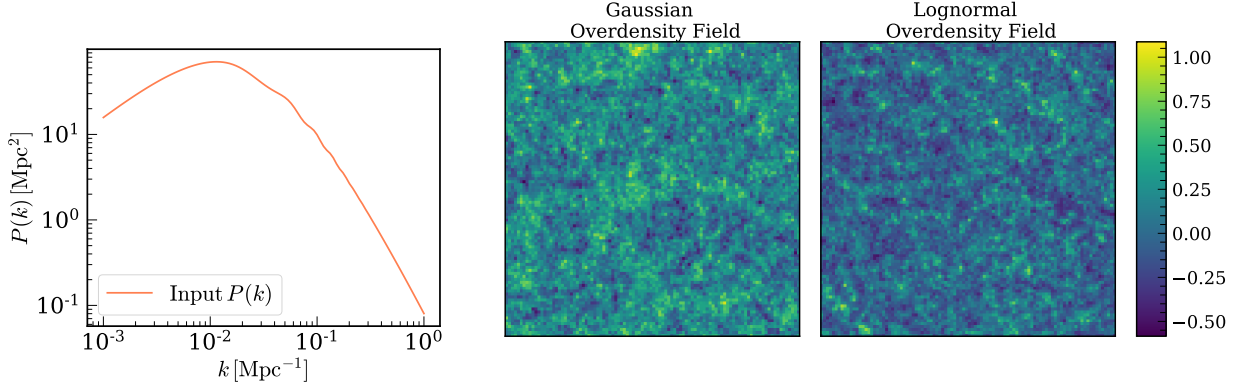 Gaussian
Overdensity Field
Lognormal
Overdensity Field
P(k) [Mpc²]
10¹
10⁰
10⁻¹
Input P(k)
10⁻³
10⁻²
10⁻¹
10⁰
k [Mpc⁻¹]
1.00
0.75
0.50
0.25
0.00
−0.25
−0.50